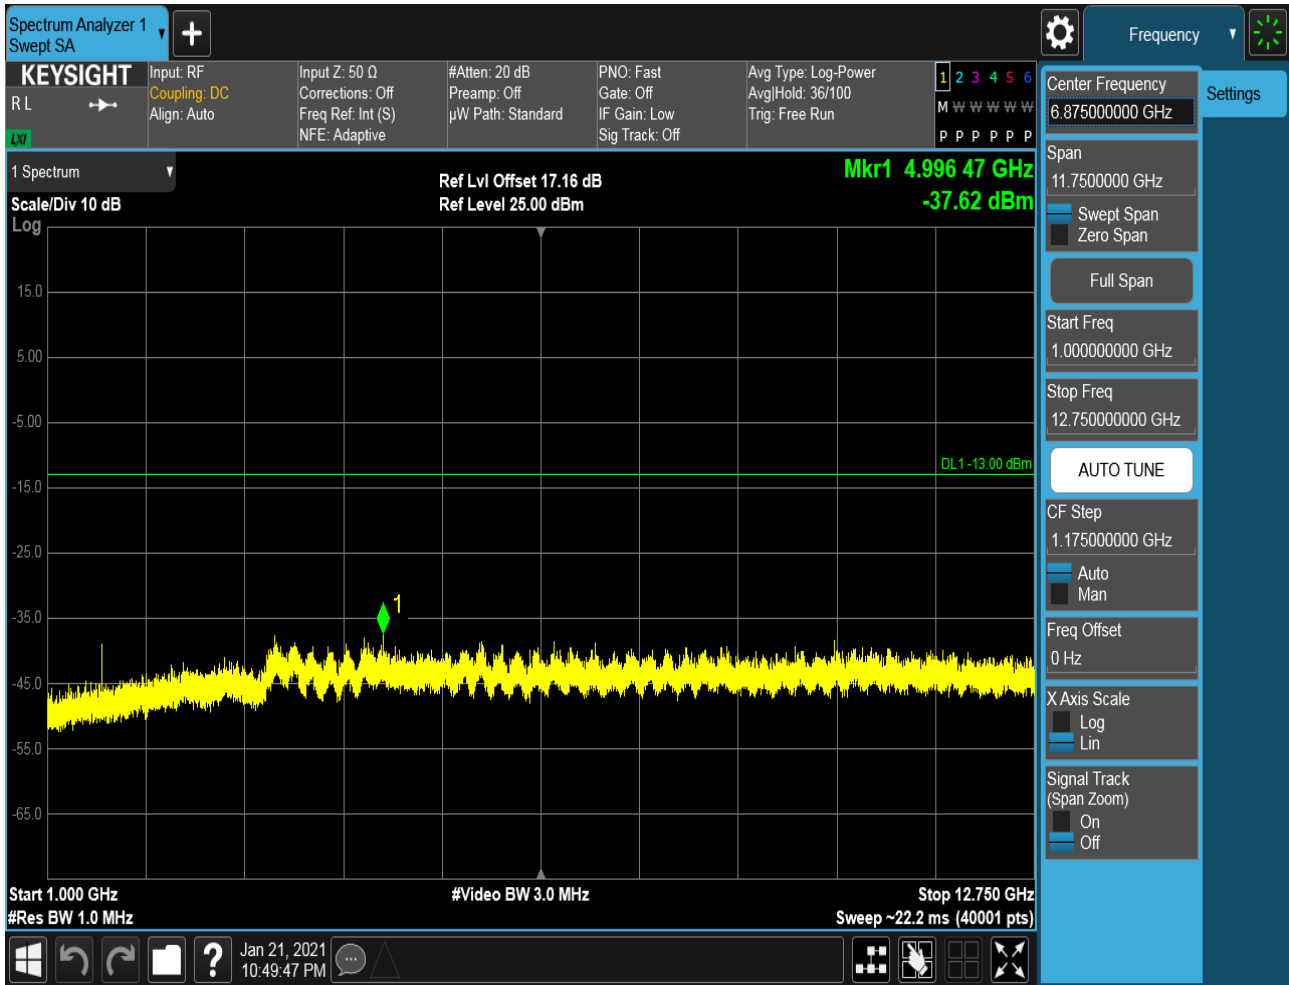 Spectrum Analyzer 1
Swept SA
+
Frequency
KEYSIGHT
R L
LXI
Input: RF
Coupling: DC
Align: Auto
Input Z: 50 Ω
Corrections: Off
Freq Ref: Int (S)
NFE: Adaptive
#Atten: 20 dB
Preamp: Off
µW Path: Standard
PNO: Fast
Gate: Off
IF Gain: Low
Sig Track: Off
Avg Type: Log-Power
Avg|Hold: 36/100
Trig: Free Run
1 2 3 4 5 6
M W W W W W
P P P P P P
1 Spectrum
Scale/Div 10 dB
Log
Ref Lvl Offset 17.16 dB
Ref Level 25.00 dBm
Mkr1 4.996 47 GHz
-37.62 dBm
15.0
5.00
-5.00
DL1 -13.00 dBm
-15.0
-25.0
-35.0
1
-45.0
-55.0
-65.0
Start 1.000 GHz
#Res BW 1.0 MHz
#Video BW 3.0 MHz
Stop 12.750 GHz
Sweep ~22.2 ms (40001 pts)
?
Jan 21, 2021
10:49:47 PM
Center Frequency
6.875000000 GHz
Settings
Span
11.7500000 GHz
Swept Span
Zero Span
Full Span
Start Freq
1.000000000 GHz
Stop Freq
12.750000000 GHz
AUTO TUNE
CF Step
1.175000000 GHz
Auto
Man
Freq Offset
0 Hz
X Axis Scale
Log
Lin
Signal Track
(Span Zoom)
On
Off